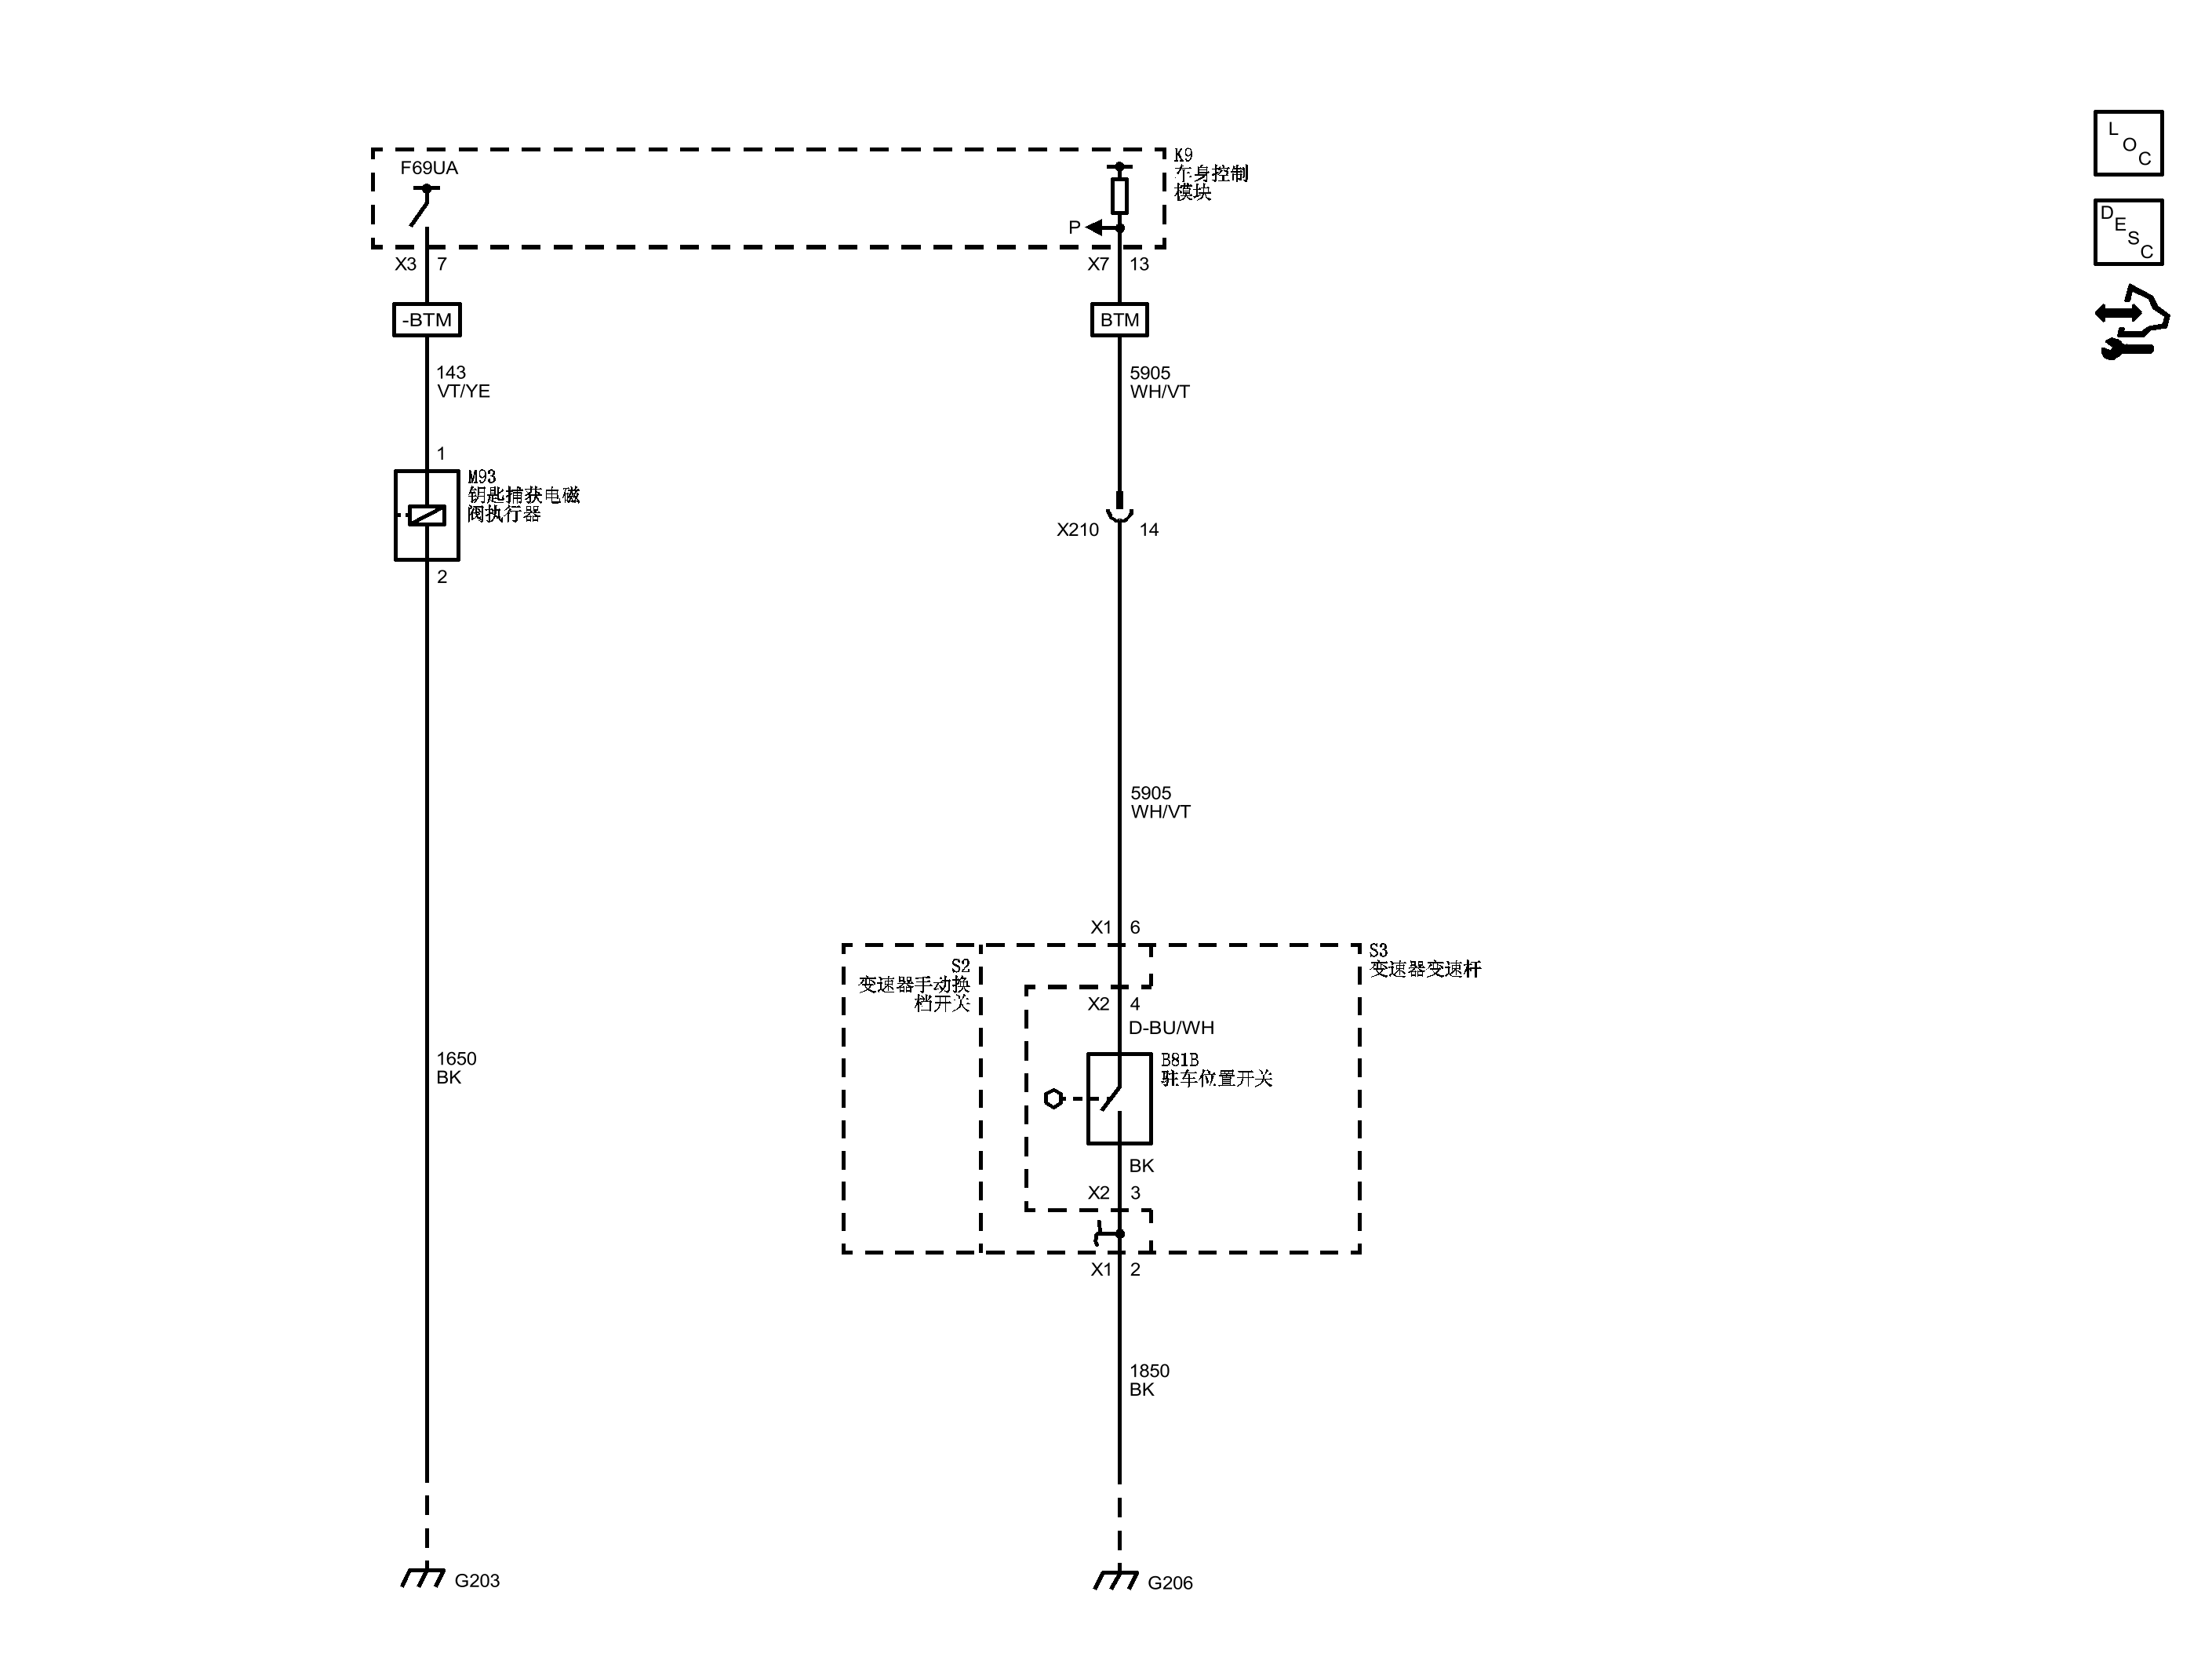 F69UA
K9
车身控制
模块
P
X3 7
X7 13
-BTM
BTM
143
VT/YE
5905
WH/VT
1
M93
钥匙捕获电磁
阀执行器
2
X210 14
5905
WH/VT
X1 6
S2
变速器手动换
档开关
S3
变速器变速杆
X2 4
D-BU/WH
B81B
驻车位置开关
1650
BK
BK
X2 3
X1 2
1850
BK
G203
G206
LOC
DESC